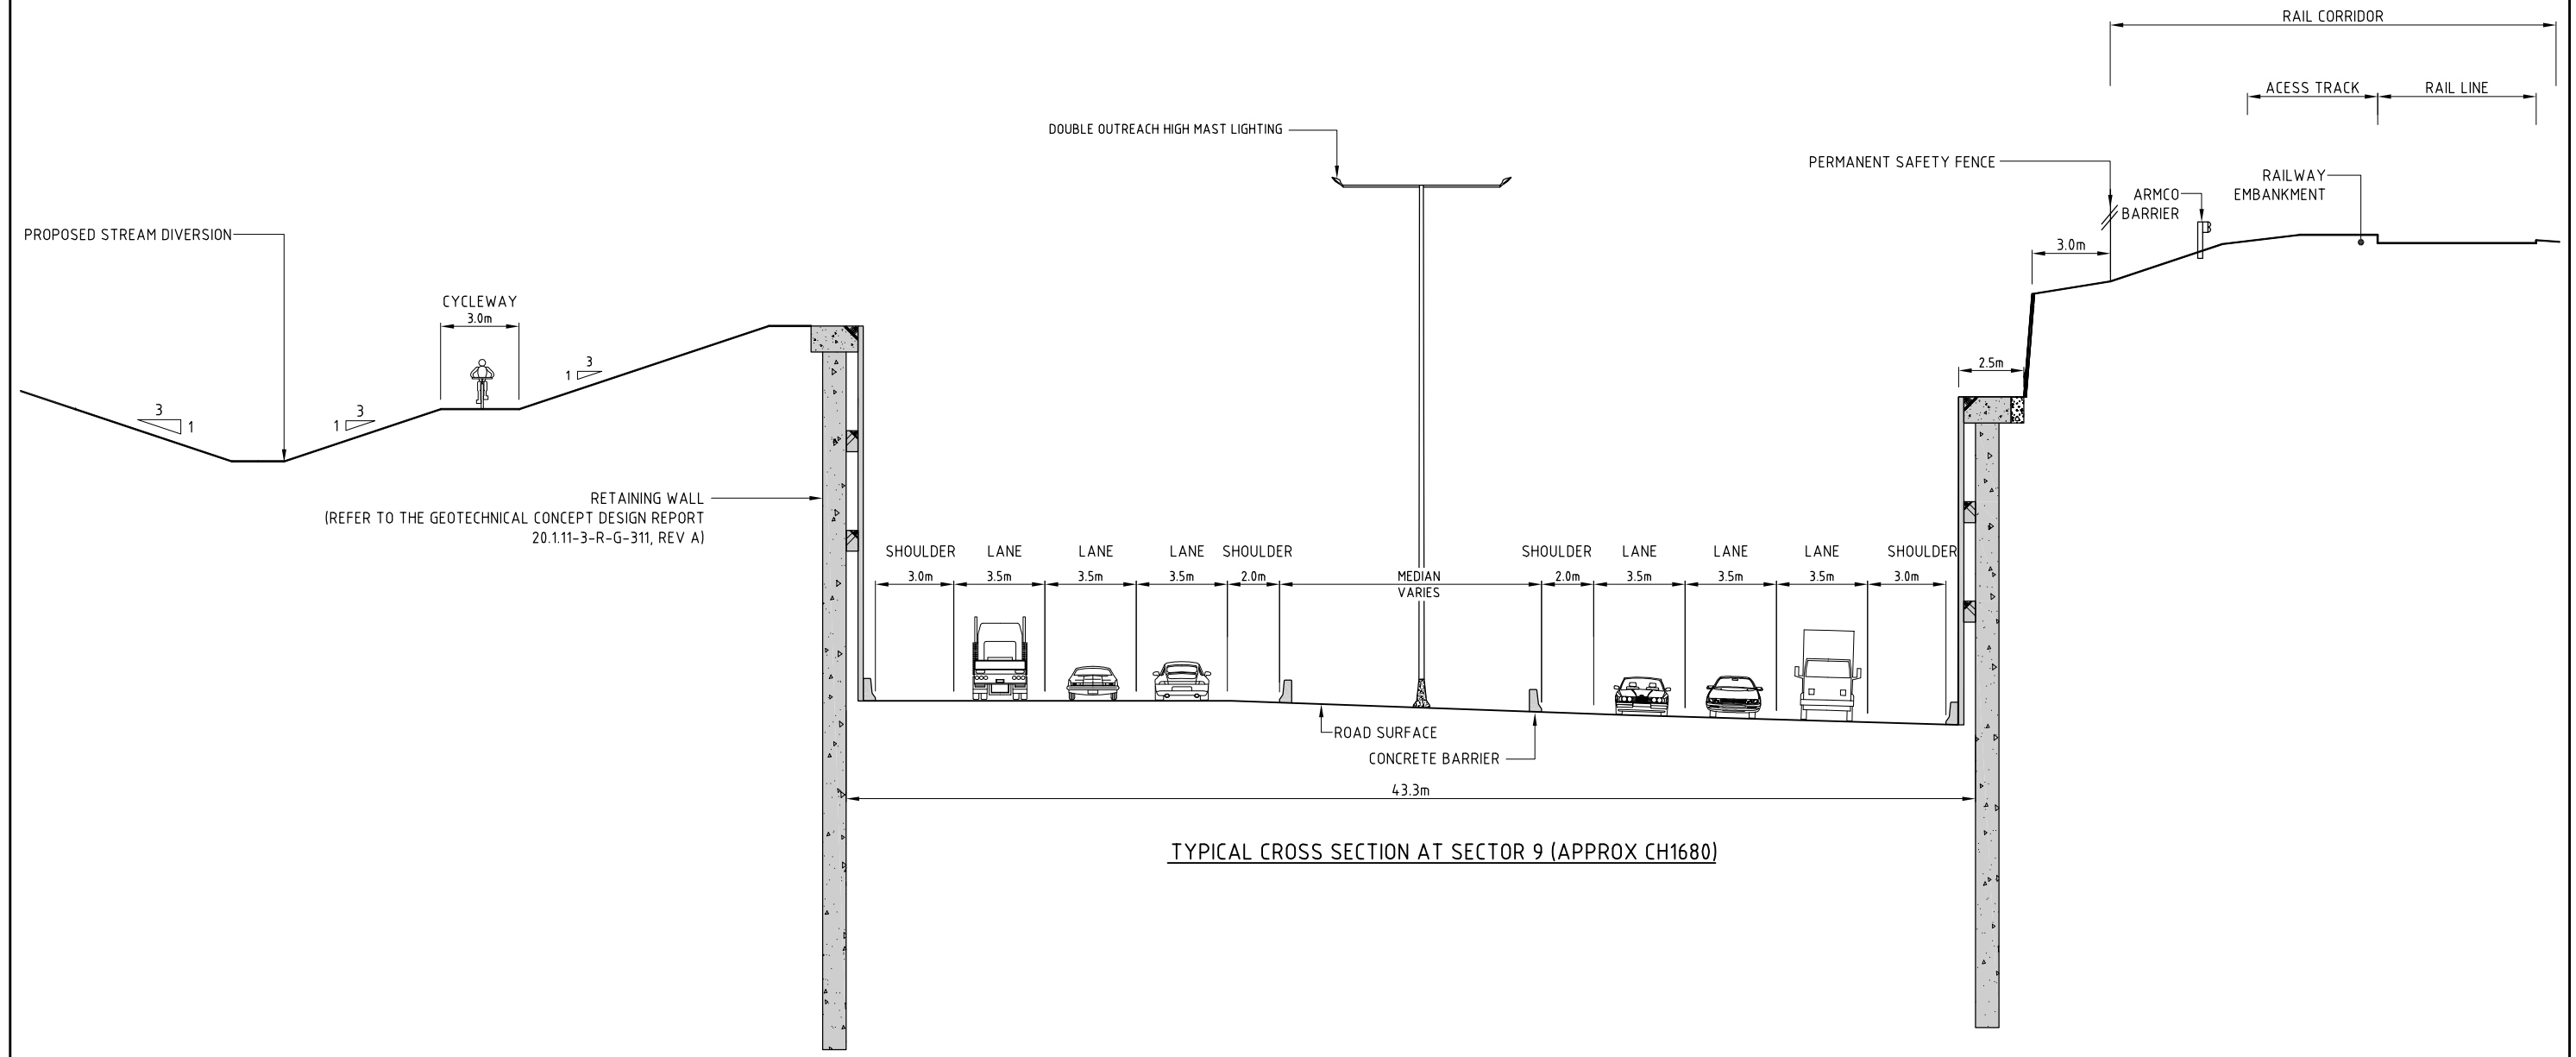 RAIL CORRIDOR
ACESS TRACK
RAIL LINE
DOUBLE OUTREACH HIGH MAST LIGHTING
PERMANENT SAFETY FENCE
RAILWAY
EMBANKMENT
ARMCO
BARRIER
PROPOSED STREAM DIVERSION
3.0m
CYCLEWAY
3.0m
3
1
2.5m
3
1
3
1
RETAINING WALL
(REFER TO THE GEOTECHNICAL CONCEPT DESIGN REPORT
20.1.11-3-R-G-311, REV A)
SHOULDER LANE LANE LANE SHOULDER SHOULDER LANE LANE LANE SHOULDER
3.0m 3.5m 3.5m 3.5m 2.0m MEDIAN 2.0m 3.5m 3.5m 3.5m 3.0m
VARIES
ROAD SURFACE
CONCRETE BARRIER
43.3m
TYPICAL CROSS SECTION AT SECTOR 9 (APPROX CH1680)